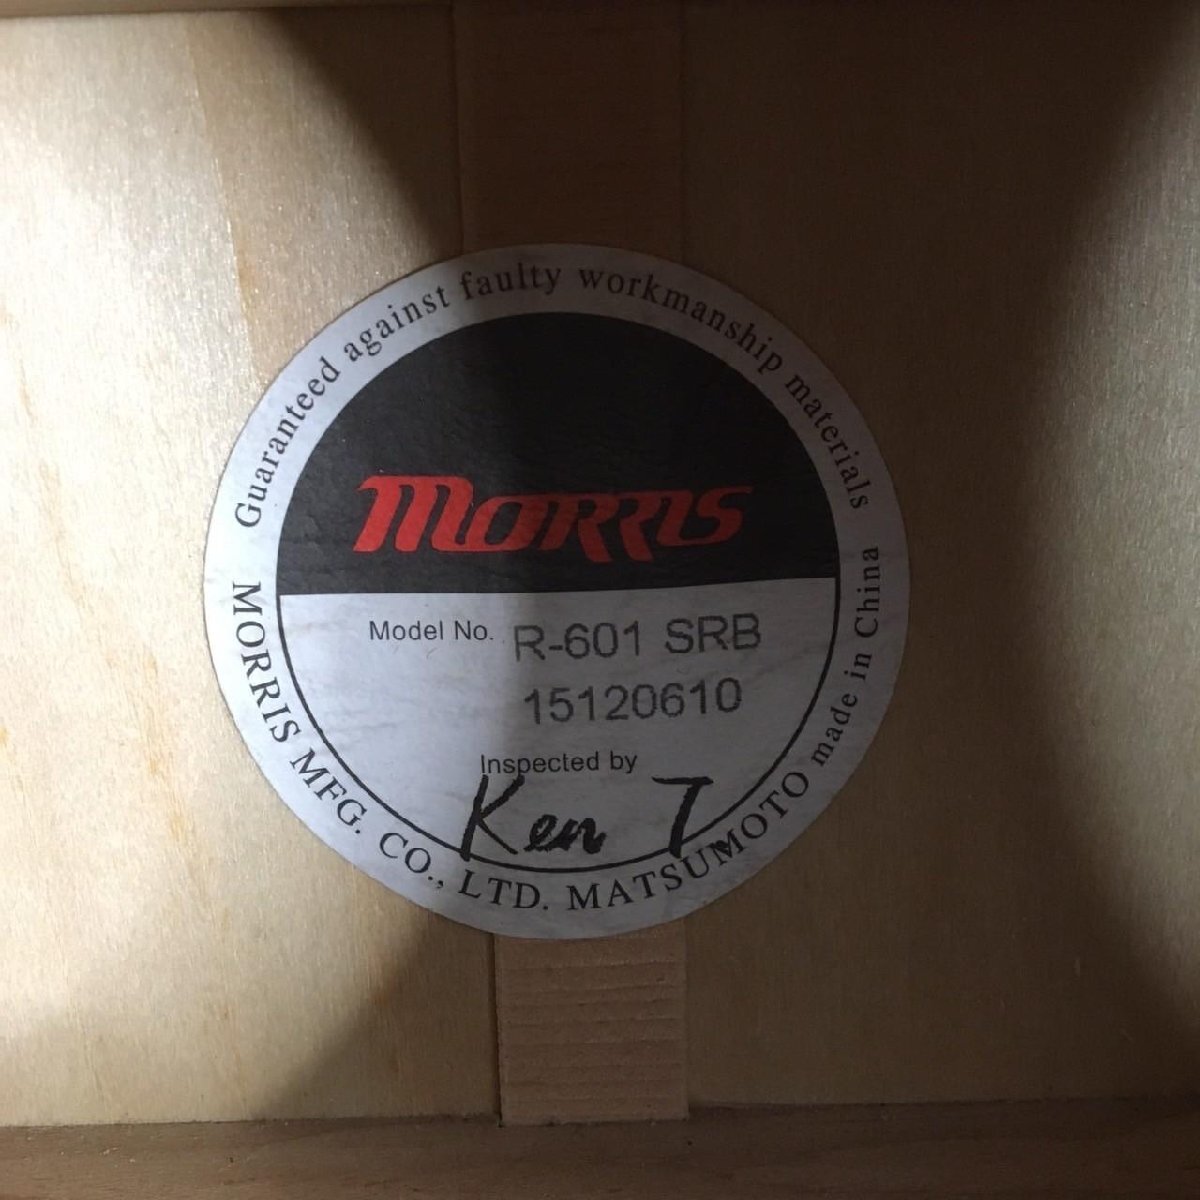 Guaranteed against faulty workmanship materials
MORRIS
Model No. R-601 SRB
15120610
Inspected by
Ken T.
MORRIS MFG. CO., LTD. MATSUMOTO made in China